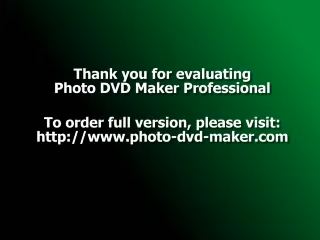 Thank you for evaluating
Photo DVD Maker Professional
To order full version, please visit:
http://www.photo-dvd-maker.com